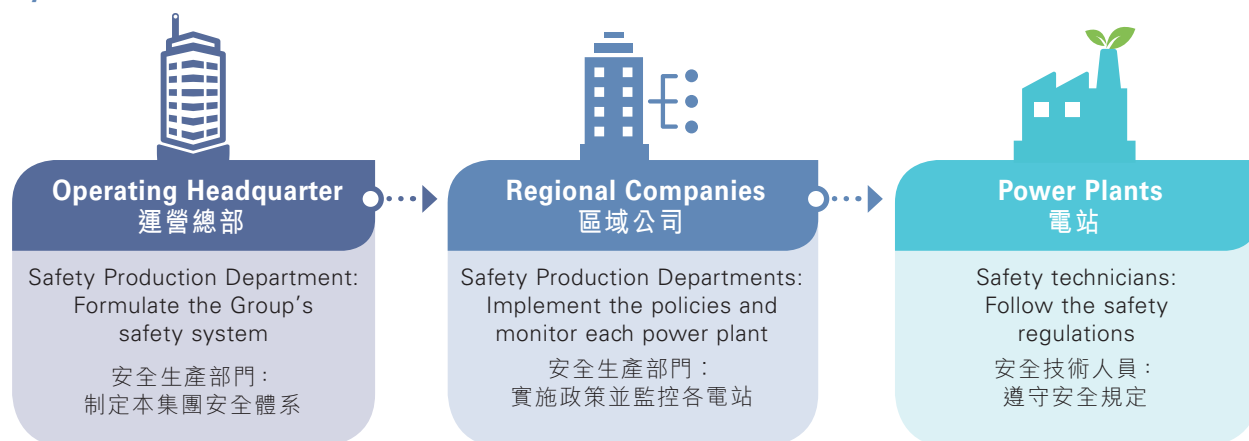 Operating Headquarter
運營總部
Safety Production Department:
Formulate the Group's
safety system
安全生產部門：
制定本集團安全體系
Regional Companies
區域公司
Safety Production Departments:
Implement the policies and
monitor each power plant
安全生產部門：
實施政策並監控各電站
Power Plants
電站
Safety technicians:
Follow the safety
regulations
安全技術人員：
遵守安全規定